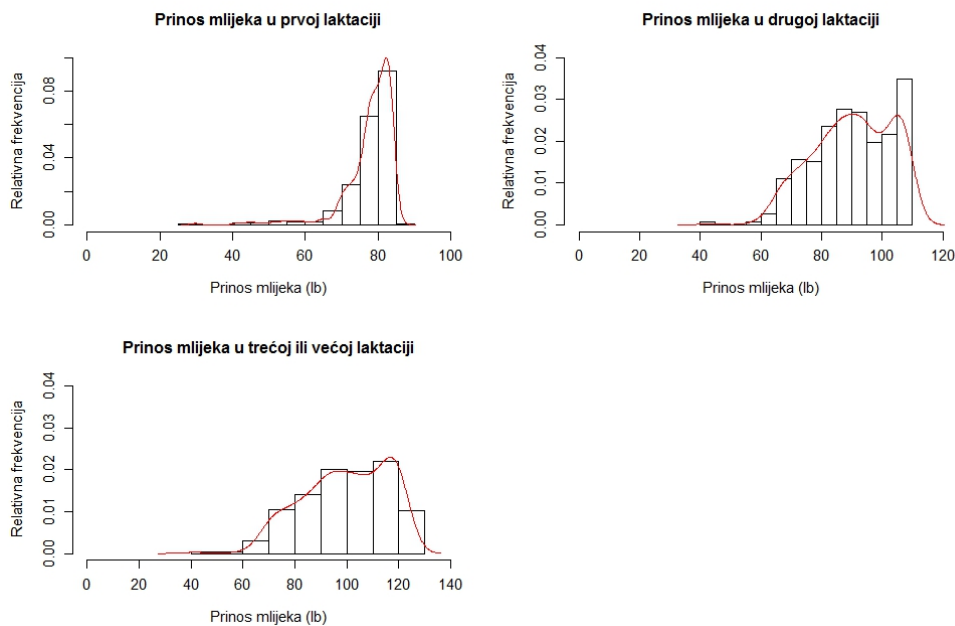 Prinos mlijeka u prvoj laktaciji
Relativna frekvencija
0.00 0.04 0.08
0 20 40 60 80 100
Prinos mlijeka (lb)
Prinos mlijeka u drugoj laktaciji
Relativna frekvencija
0.00 0.01 0.02 0.03 0.04
0 20 40 60 80 100 120
Prinos mlijeka (lb)
Prinos mlijeka u trećoj ili većoj laktaciji
Relativna frekvencija
0.00 0.01 0.02 0.03 0.04
0 20 40 60 80 100 120 140
Prinos mlijeka (lb)